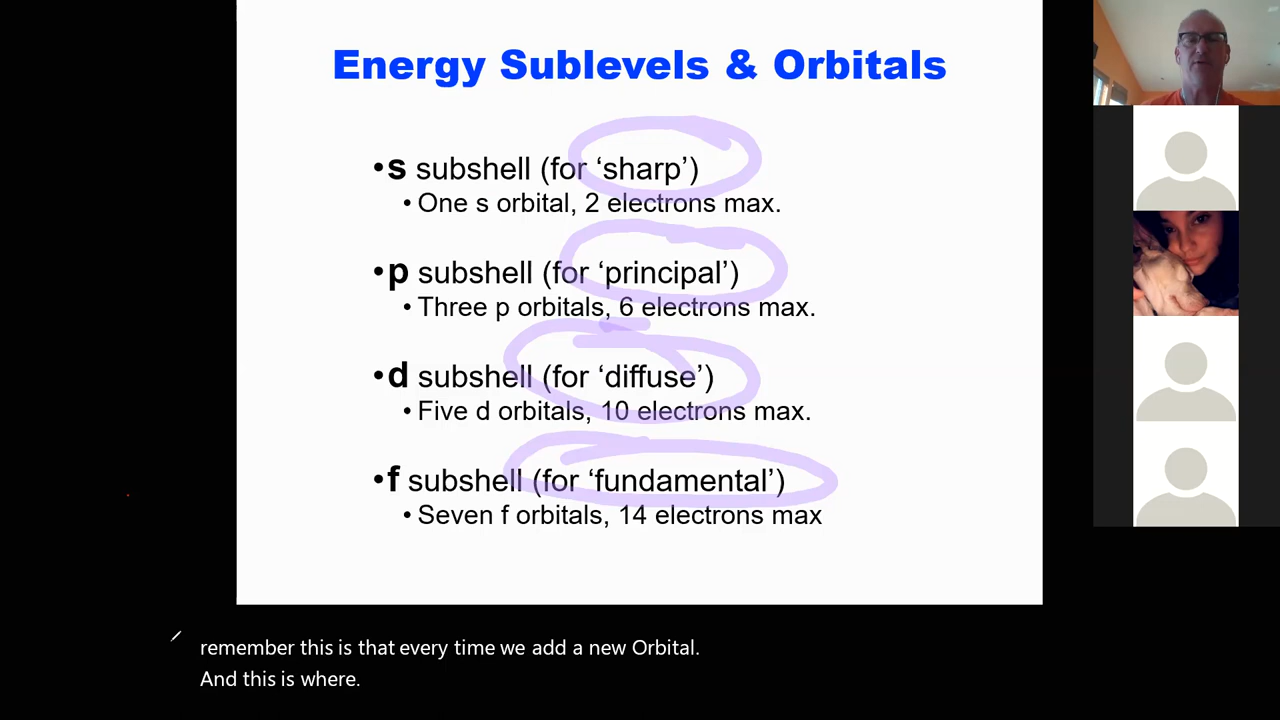 Energy Sublevels & Orbitals
•s subshell (for ‘sharp’)
• One s orbital, 2 electrons max.
•p subshell (for ‘principal’)
• Three p orbitals, 6 electrons max.
•d subshell (for ‘diffuse’)
• Five d orbitals, 10 electrons max.
•f subshell (for ‘fundamental’)
• Seven f orbitals, 14 electrons max
remember this is that every time we add a new Orbital.
And this is where.